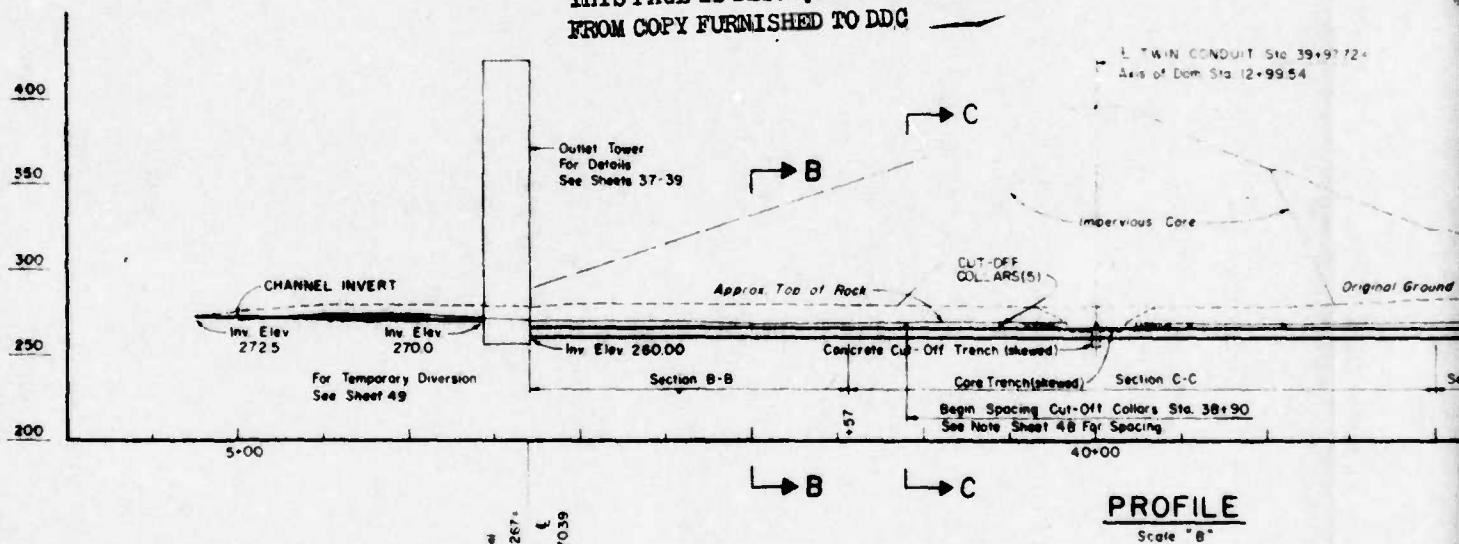 FROM COPY FURNISHED TO DDC
℄ TWIN CONDUIT Sta 39+97.72
Axis of Dam Sta 12+99.54
400
350
300
250
200
Outlet Tower
For Details
See Sheets 37-39
B
C
Impervious Core
CUT-OFF
COLLARS(5)
CHANNEL INVERT
Approx. Top of Rock
Original Ground
Inv. Elev
272.5
Inv. Elev
270.0
Inv Elev 260.00
Concrete Cut-Off Trench (skewed)
For Temporary Diversion
See Sheet 49
Section B-B
Core Trench(skewed)
Section C-C
Begin Spacing Cut-Off Collars Sta. 38+90
See Note Sheet 48 For Spacing
+57
5+00
40+00
B
C
PROFILE
Scale "B"
267
℄
7039